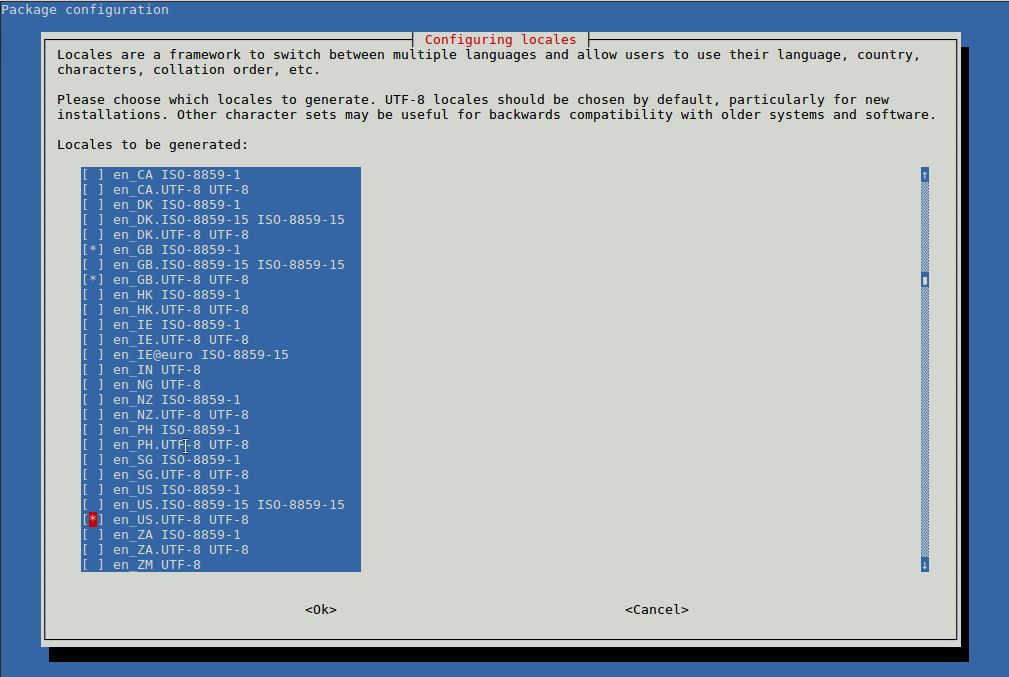 Package configuration
Configuring locales
Locales are a framework to switch between multiple languages and allow users to use their language, country,
characters, collation order, etc.
Please choose which locales to generate. UTF-8 locales should be chosen by default, particularly for new
installations. Other character sets may be useful for backwards compatibility with older systems and software.
Locales to be generated:
[ ] en_CA ISO-8859-1
[ ] en_CA.UTF-8 UTF-8
[ ] en_DK ISO-8859-1
[ ] en_DK.ISO-8859-15 ISO-8859-15
[ ] en_DK.UTF-8 UTF-8
[*] en_GB ISO-8859-1
[ ] en_GB.ISO-8859-15 ISO-8859-15
[*] en_GB.UTF-8 UTF-8
[ ] en_HK ISO-8859-1
[ ] en_HK.UTF-8 UTF-8
[ ] en_IE ISO-8859-1
[ ] en_IE.UTF-8 UTF-8
[ ] en_IE@euro ISO-8859-15
[ ] en_IN UTF-8
[ ] en_NG UTF-8
[ ] en_NZ ISO-8859-1
[ ] en_NZ.UTF-8 UTF-8
[ ] en_PH ISO-8859-1
[ ] en_PH.UTF-8 UTF-8
[ ] en_SG ISO-8859-1
[ ] en_SG.UTF-8 UTF-8
[ ] en_US ISO-8859-1
[ ] en_US.ISO-8859-15 ISO-8859-15
[*] en_US.UTF-8 UTF-8
[ ] en_ZA ISO-8859-1
[ ] en_ZA.UTF-8 UTF-8
[ ] en_ZM UTF-8
<Ok> <Cancel>